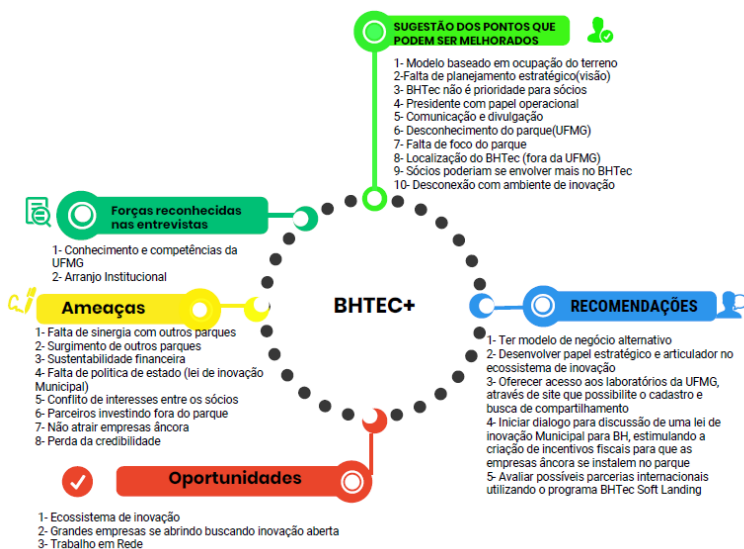 SUGESTÃO DOS PONTOS QUE
PODEM SER MELHORADOS
1- Modelo baseado em ocupação do terreno
2-Falta de planejamento estratégico(visão)
3- BHTec não é prioridade para sócios
4- Presidente com papel operacional
5- Comunicação e divulgação
6- Desconhecimento do parque(UFMG)
7- Falta de foco do parque
8- Localização do BHTec (fora da UFMG)
9- Sócios poderiam se envolver mais no BHTec
10- Desconexão com ambiente de inovação
Forças reconhecidas
nas entrevistas
1- Conhecimento e competências da
UFMG
2- Arranjo Institucional
Ameaças
1- Falta de sinergia com outros parques
2- Surgimento de outros parques
3- Sustentabilidade financeira
4- Falta de politica de estado (lei de inovação
Municipal)
5- Conflito de interesses entre os sócios
6- Parceiros investindo fora do parque
7- Não atrair empresas âncora
8- Perda da credibilidade
BHTEC+
RECOMENDAÇÕES
1- Ter modelo de negócio alternativo
2- Desenvolver papel estratégico e articulador no
ecossistema de inovação
3- Oferecer acesso aos laboratórios da UFMG,
através de site que possibilite o cadastro e
busca de compartilhamento
4- Iniciar dialogo para discussão de uma lei de
inovação Municipal para BH, estimulando a
criação de incentivos fiscais para que as
empresas âncora se instalem no parque
5- Avaliar possíveis parcerias internacionais
utilizando o programa BHTec Soft Landing
Oportunidades
1- Ecossistema de inovação
2- Grandes empresas se abrindo buscando inovação aberta
3- Trabalho em Rede